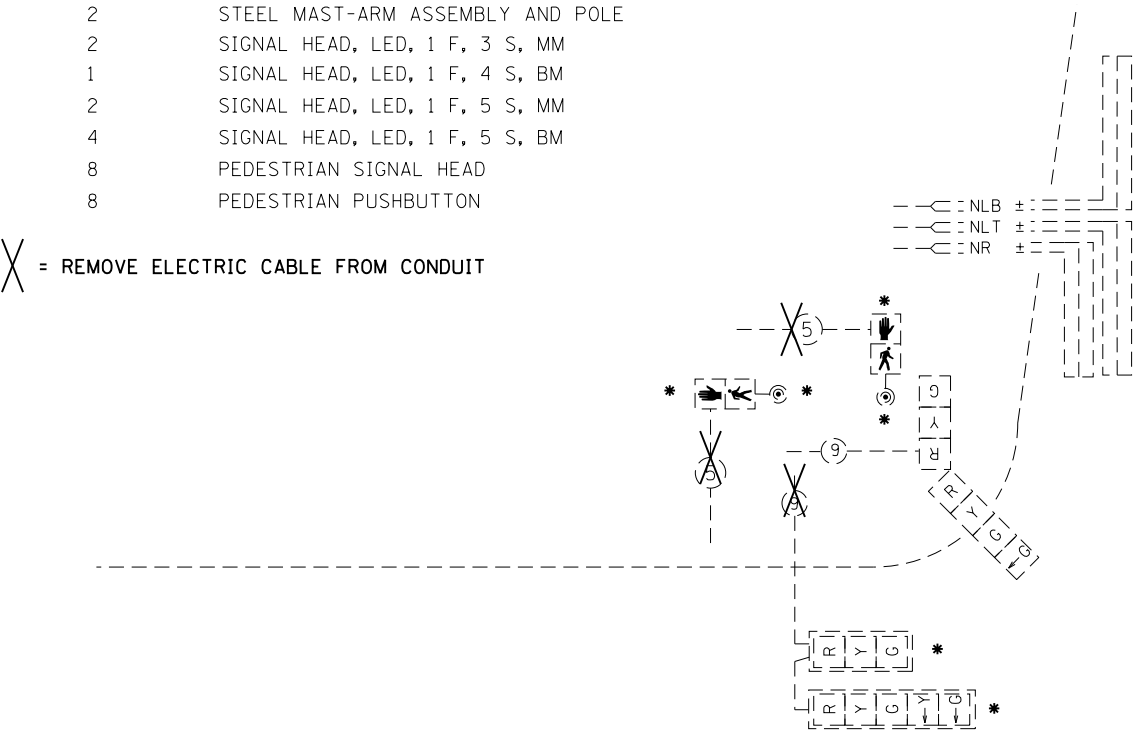 2 STEEL MAST-ARM ASSEMBLY AND POLE
2 SIGNAL HEAD, LED, 1 F, 3 S, MM
1 SIGNAL HEAD, LED, 1 F, 4 S, BM
2 SIGNAL HEAD, LED, 1 F, 5 S, MM
4 SIGNAL HEAD, LED, 1 F, 5 S, BM
8 PEDESTRIAN SIGNAL HEAD
8 PEDESTRIAN PUSHBUTTON
= REMOVE ELECTRIC CABLE FROM CONDUIT
NLB ±
NLT ±
NR ±
*
5
* *
*
G
Y
R
9
5
9
R Y G G
R Y G *
R Y G Y G *